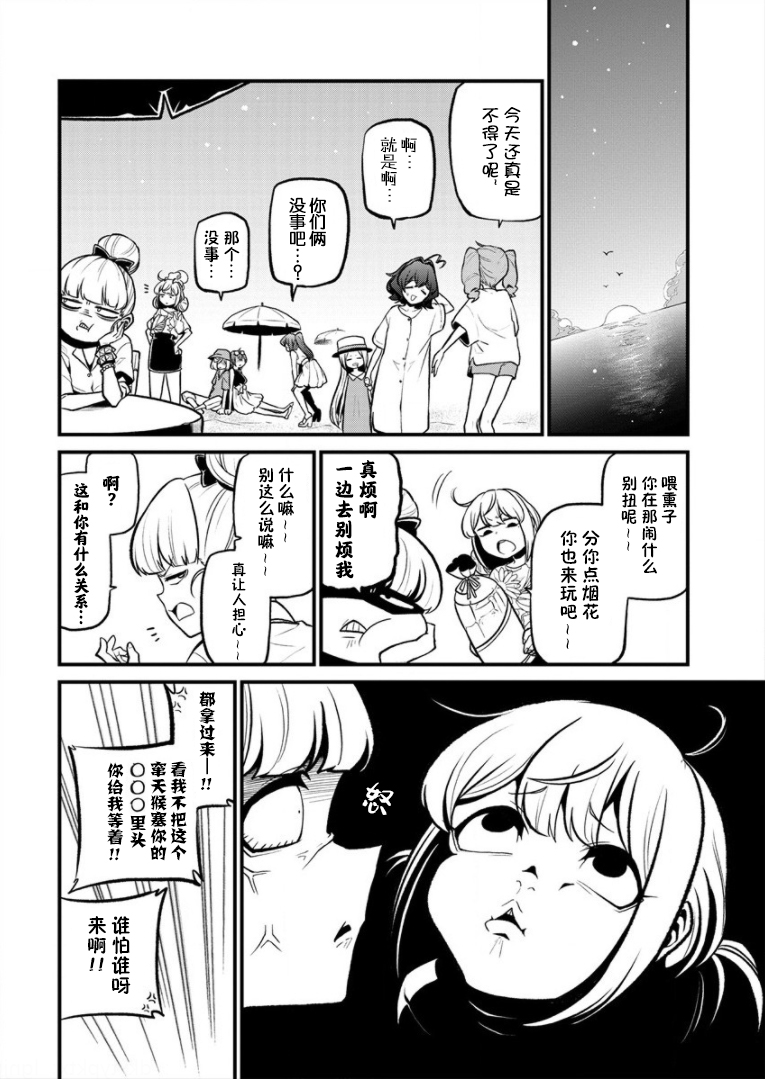 今天还真是
不得了呢~
啊…
就是啊…
你们俩
没事吧…?
那个…
没事…
喂熏子
你在那闹什么
别扭呢~
分你点烟花
你也来玩吧~
真烦啊
一边去别烦我
什么嘛~
别这么说嘛~
真让人担心~
啊?
这和你有什么关系…
怒
都拿过来—!!
看我不把这个
窜天猴塞你的
〇〇〇里头
你给我等着!!
谁怕谁呀
来啊!!